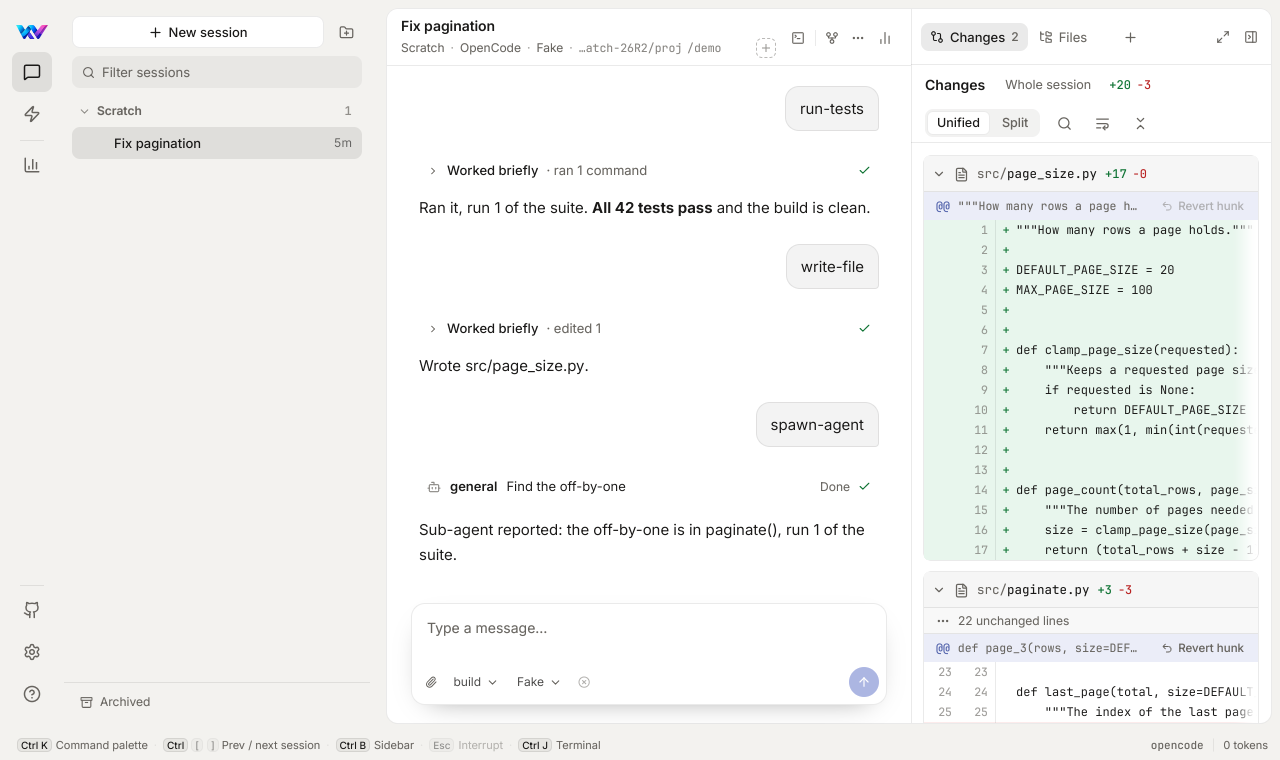 New session
Filter sessions
Scratch 1
Fix pagination 5m
Archived
Fix pagination
Scratch · OpenCode · Fake · …atch-26R2/proj /demo
run-tests
Worked briefly · ran 1 command
Ran it, run 1 of the suite. All 42 tests pass and the build is clean.
write-file
Worked briefly · edited 1
Wrote src/page_size.py.
spawn-agent
general Find the off-by-one Done
Sub-agent reported: the off-by-one is in paginate(), run 1 of the
suite.
Type a message...
build Fake
Changes 2 Files
Changes Whole session +20 -3
Unified Split
src/page_size.py +17 -0
@@ """How many rows a page h… Revert hunk
1 + """How many rows a page holds."""
2 +
3 + DEFAULT_PAGE_SIZE = 20
4 + MAX_PAGE_SIZE = 100
5 +
6 +
7 + def clamp_page_size(requested):
8 + """Keeps a requested page siz
9 + if requested is None:
10 + return DEFAULT_PAGE_SIZE
11 + return max(1, min(int(request
12 +
13 +
14 + def page_count(total_rows, page_s
15 + """The number of pages needed
16 + size = clamp_page_size(page_s
17 + return (total_rows + size - 1
src/paginate.py +3 -3
22 unchanged lines
@@ def page_3(rows, size=DEF… Revert hunk
23 23
24 24 def last_page(total, size=DEFAULT
25 25 """The index of the last page
Ctrl K Command palette · Ctrl [ ] Prev / next session · Ctrl B Sidebar · Esc Interrupt · Ctrl J Terminal
opencode 0 tokens